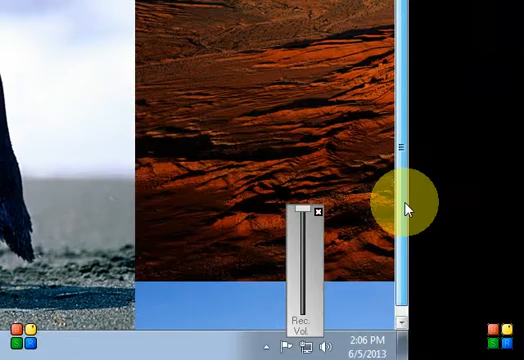 Rec.
Vol.
2:06 PM
6/5/2013
S R
S R